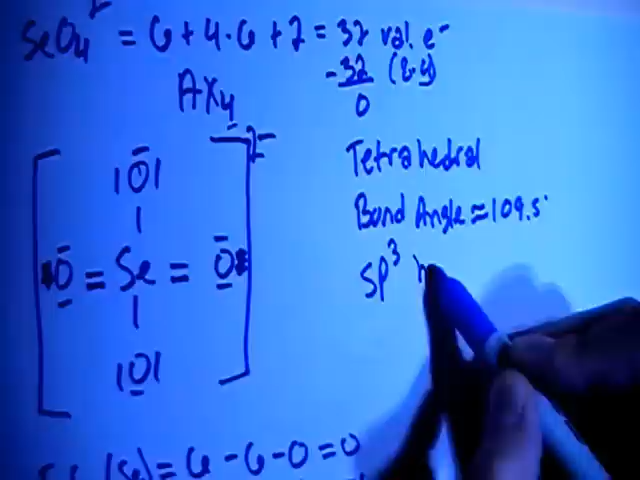 SeO4 2- = 6 + 4·6 + 2 = 32 val. e-
-32 (8·4)
0
AX4
Tetrahedral
Bond Angle ≈ 109.5°
sp3 h
2-
|O|
|
O = Se = O
|
|O|
(Se) = 6 - 6 - 0 = 0